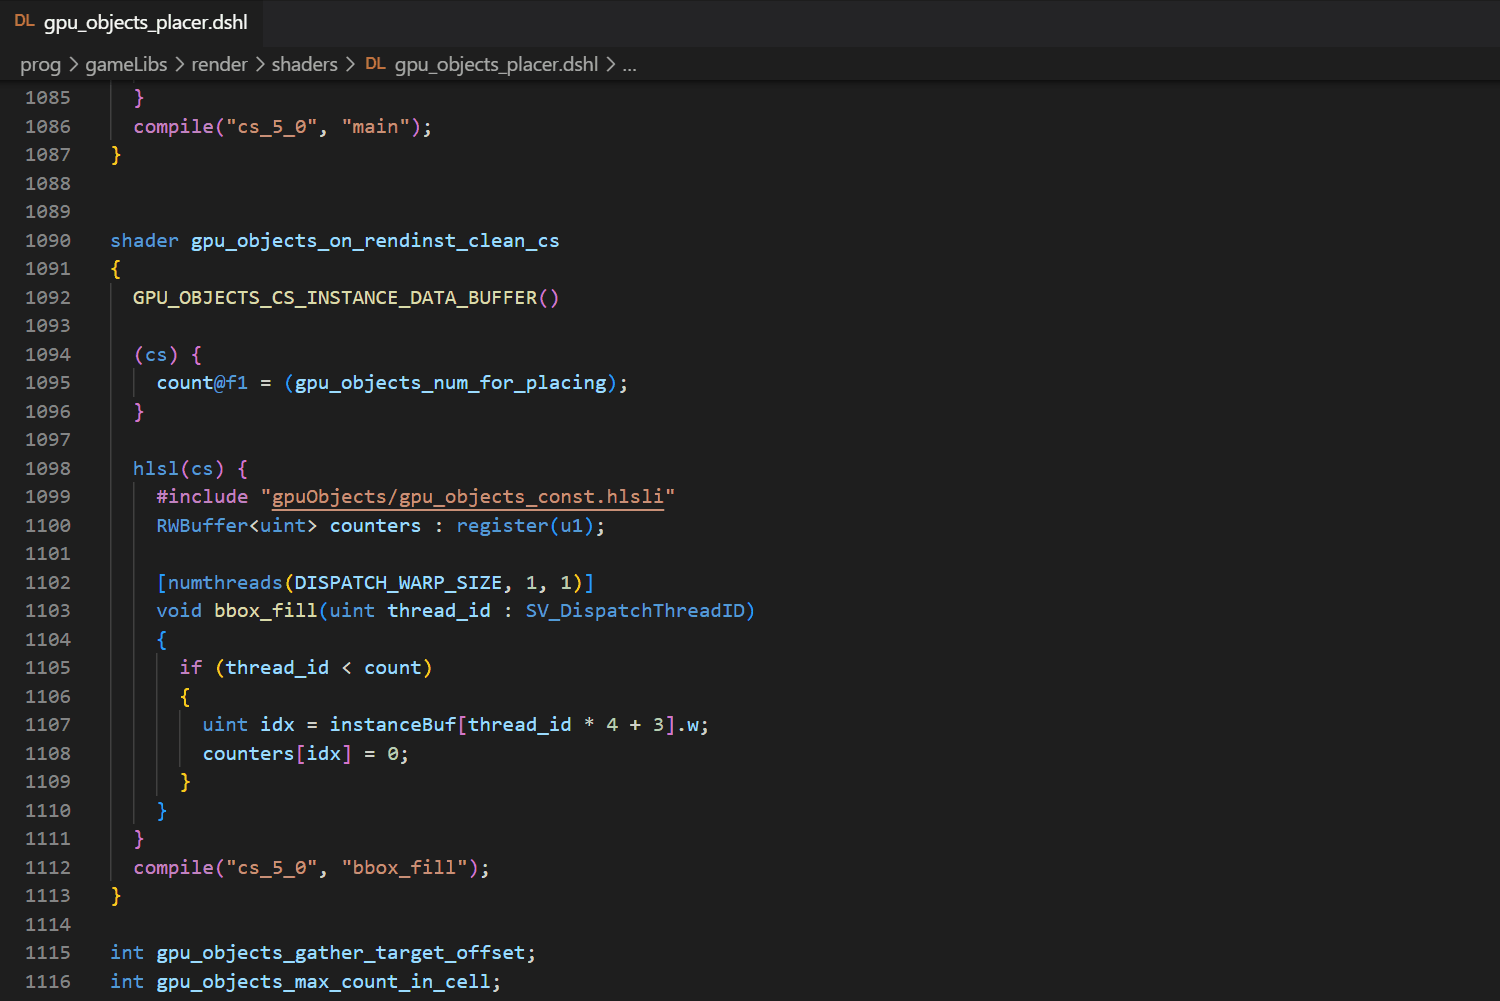 DL gpu_objects_placer.dshl
prog > gameLibs > render > shaders > DL gpu_objects_placer.dshl > ...
1085   }
1086   compile("cs_5_0", "main");
1087 }
1088
1089
1090 shader gpu_objects_on_rendinst_clean_cs
1091 {
1092   GPU_OBJECTS_CS_INSTANCE_DATA_BUFFER()
1093
1094   (cs) {
1095     count@f1 = (gpu_objects_num_for_placing);
1096   }
1097
1098   hlsl(cs) {
1099     #include "gpuObjects/gpu_objects_const.hlsli"
1100     RWBuffer<uint> counters : register(u1);
1101
1102     [numthreads(DISPATCH_WARP_SIZE, 1, 1)]
1103     void bbox_fill(uint thread_id : SV_DispatchThreadID)
1104     {
1105       if (thread_id < count)
1106       {
1107         uint idx = instanceBuf[thread_id * 4 + 3].w;
1108         counters[idx] = 0;
1109       }
1110     }
1111   }
1112   compile("cs_5_0", "bbox_fill");
1113 }
1114
1115 int gpu_objects_gather_target_offset;
1116 int gpu_objects_max_count_in_cell;